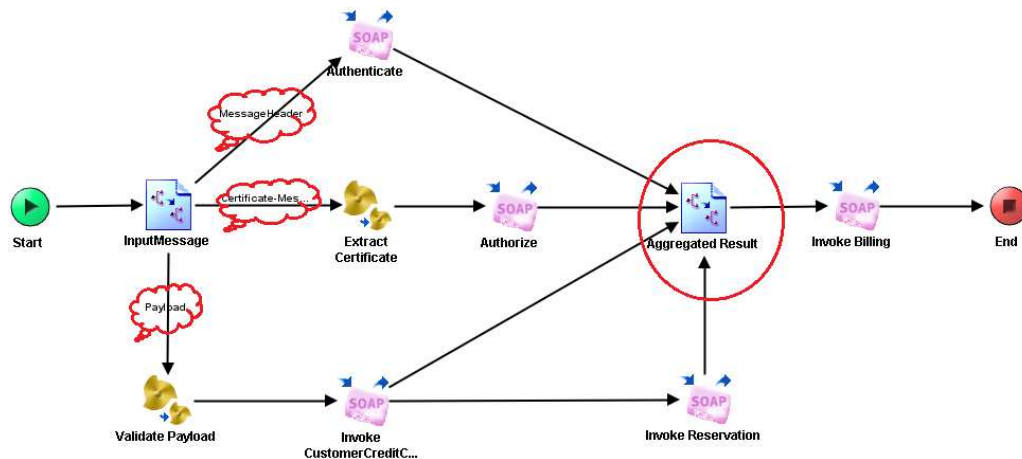 SOAP
Authenticate
MessageHeader
Certificate-Mes...
SOAP
SOAP
Start
InputMessage
Extract
Certificate
Authorize
Aggregated Result
Invoke Billing
End
Payload
SOAP
SOAP
Validate Payload
Invoke
CustomerCreditC...
Invoke Reservation